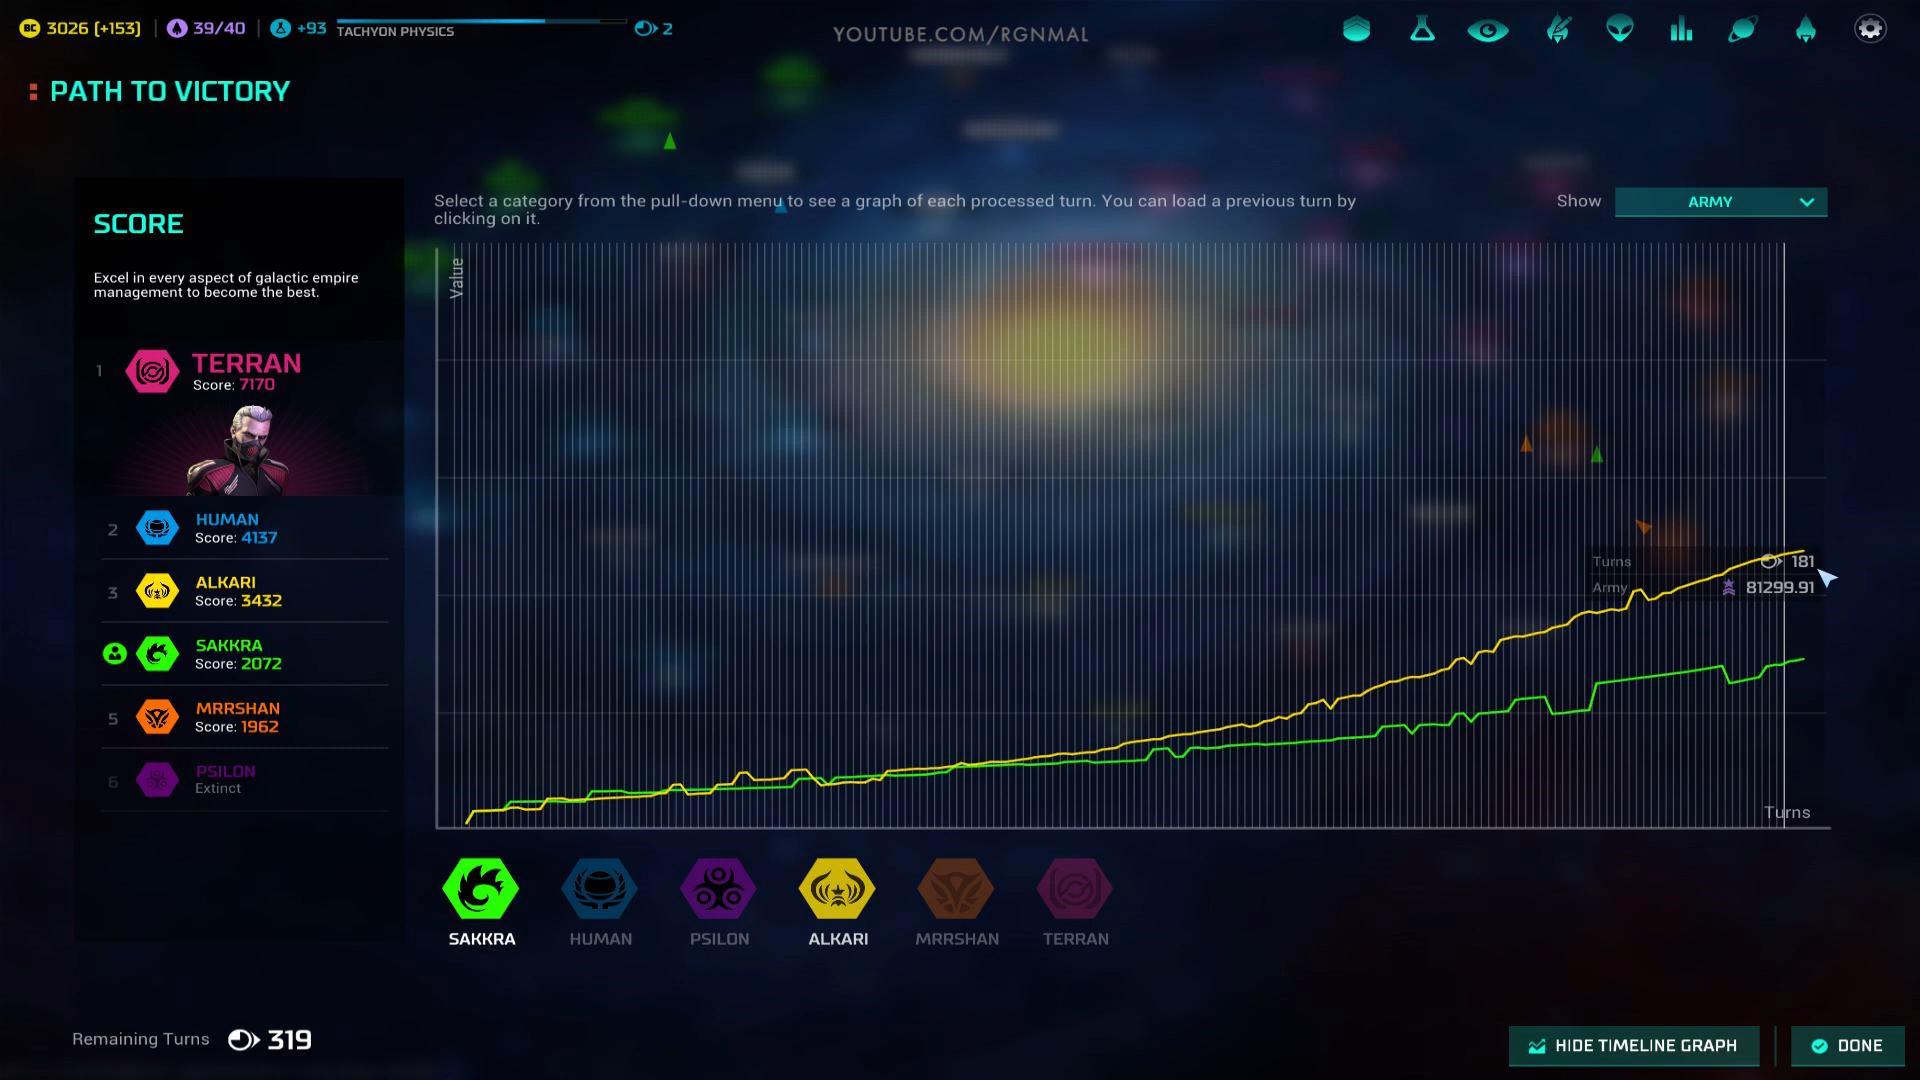 BC 3026 [+153] 39/40 +93 TACHYON PHYSICS 2
YOUTUBE.COM/RGNMAL
PATH TO VICTORY
SCORE
Excel in every aspect of galactic empire
management to become the best.
1 TERRAN
Score: 7170
2 HUMAN
Score: 4137
3 ALKARI
Score: 3432
SAKKRA
Score: 2072
5 MRRSHAN
Score: 1962
6 PSILON
Extinct
Remaining Turns 319
Select a category from the pull-down menu to see a graph of each processed turn. You can load a previous turn by
clicking on it.
Show ARMY
Value
Turns 181
Army 81299.91
Turns
SAKKRA HUMAN PSILON ALKARI MRRSHAN TERRAN
HIDE TIMELINE GRAPH
DONE